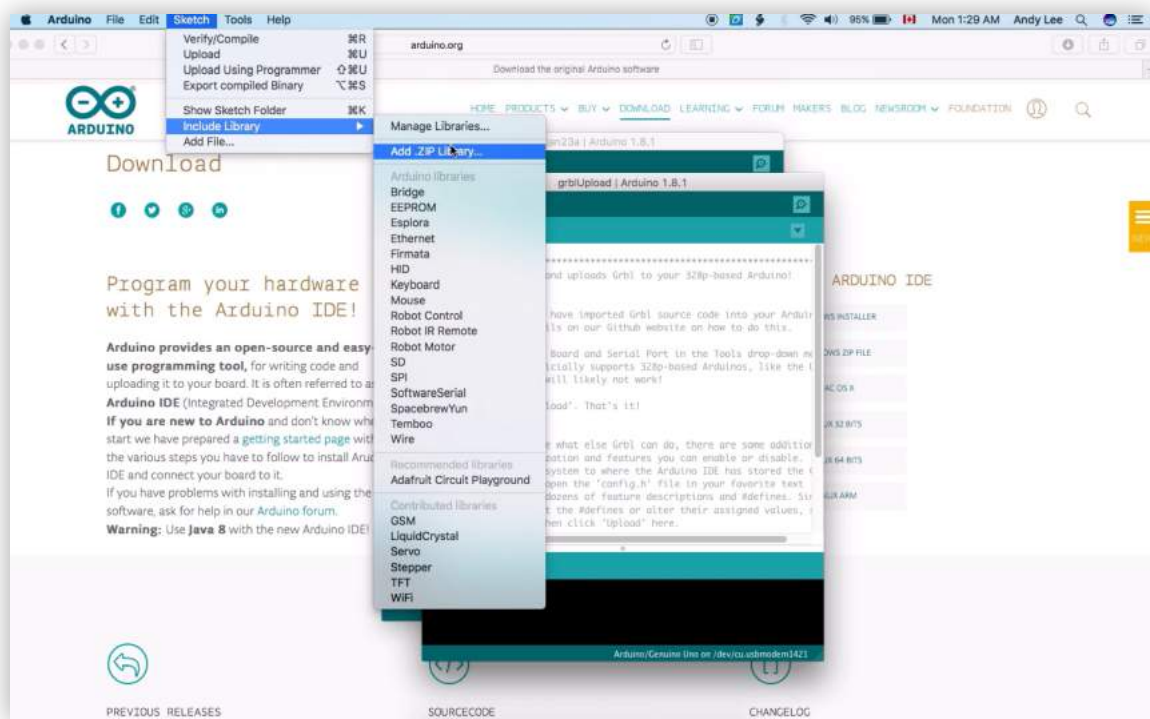 Arduino File Edit Sketch Tools Help
95% Mon 1:29 AM Andy Lee
Verify/Compile ⌘R
Upload ⌘U
Upload Using Programmer ⇧⌘U
Export compiled Binary ⌥⌘S
Show Sketch Folder ⌘K
Include Library
Add File...
arduino.org
Download the original Arduino software
ARDUINO
HOME PRODUCTS BUY DOWNLOAD LEARNING FORUM MAKERS BLOG NEWSROOM FOUNDATION
Manage Libraries...
Add .ZIP Library...
Arduino libraries
Bridge
EEPROM
Esplora
Ethernet
Firmata
HID
Keyboard
Mouse
Robot Control
Robot IR Remote
Robot Motor
SD
SPI
SoftwareSerial
SpacebrewYun
Temboo
Wire
Recommended libraries
Adafruit Circuit Playground
Contributed libraries
GSM
LiquidCrystal
Servo
Stepper
TFT
WiFi
an23a | Arduino 1.8.1
grblUpload | Arduino 1.8.1
and uploads Grbl to your 328p-based Arduino!
have imported Grbl source code into your Arduin
ils on our Github website on how to do this.
Board and Serial Port in the Tools drop-down
icially supports 328p-based Arduinos, like the
will likely not work!
load'. That's it!
what else Grbl can do, there are some addition
ation and features you can enable or disable.
system to where the Arduino IDE has stored the
open the 'config.h' file in your favorite text
dozens of feature descriptions and #defines.
t the #defines or alter their assigned values,
hen click 'Upload' here.
Arduino/Genuino Uno on /dev/cu.usbmodem1421
Download
Program your hardware
with the Arduino IDE!
Arduino provides an open-source and easy-
use programming tool, for writing code and
uploading it to your board. It is often referred to as
Arduino IDE (Integrated Development Environm
If you are new to Arduino and don't know whe
start we have prepared a getting started page wit
the various steps you have to follow to install Ardu
IDE and connect your board to it.
If you have problems with installing and using the
software, ask for help in our Arduino forum.
Warning: Use Java 8 with the new Arduino IDE!
ARDUINO IDE
WS INSTALLER
OWS ZIP FILE
AC OS X
UX 32 BITS
UX 64 BITS
UX ARM
PREVIOUS RELEASES
SOURCECODE
CHANGELOG